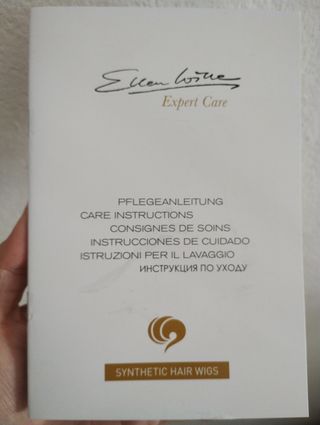 Ellen Wille
Expert Care
PFLEGEANLEITUNG
CARE INSTRUCTIONS
CONSIGNES DE SOINS
INSTRUCCIONES DE CUIDADO
ISTRUZIONI PER IL LAVAGGIO
ИНСТРУКЦИЯ ПО УХОДУ
SYNTHETIC HAIR WIGS